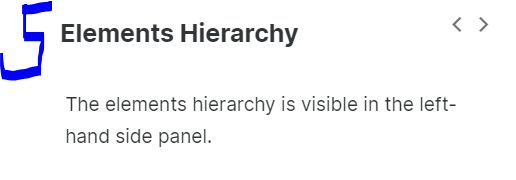 5 Elements Hierarchy
The elements hierarchy is visible in the left-
hand side panel.